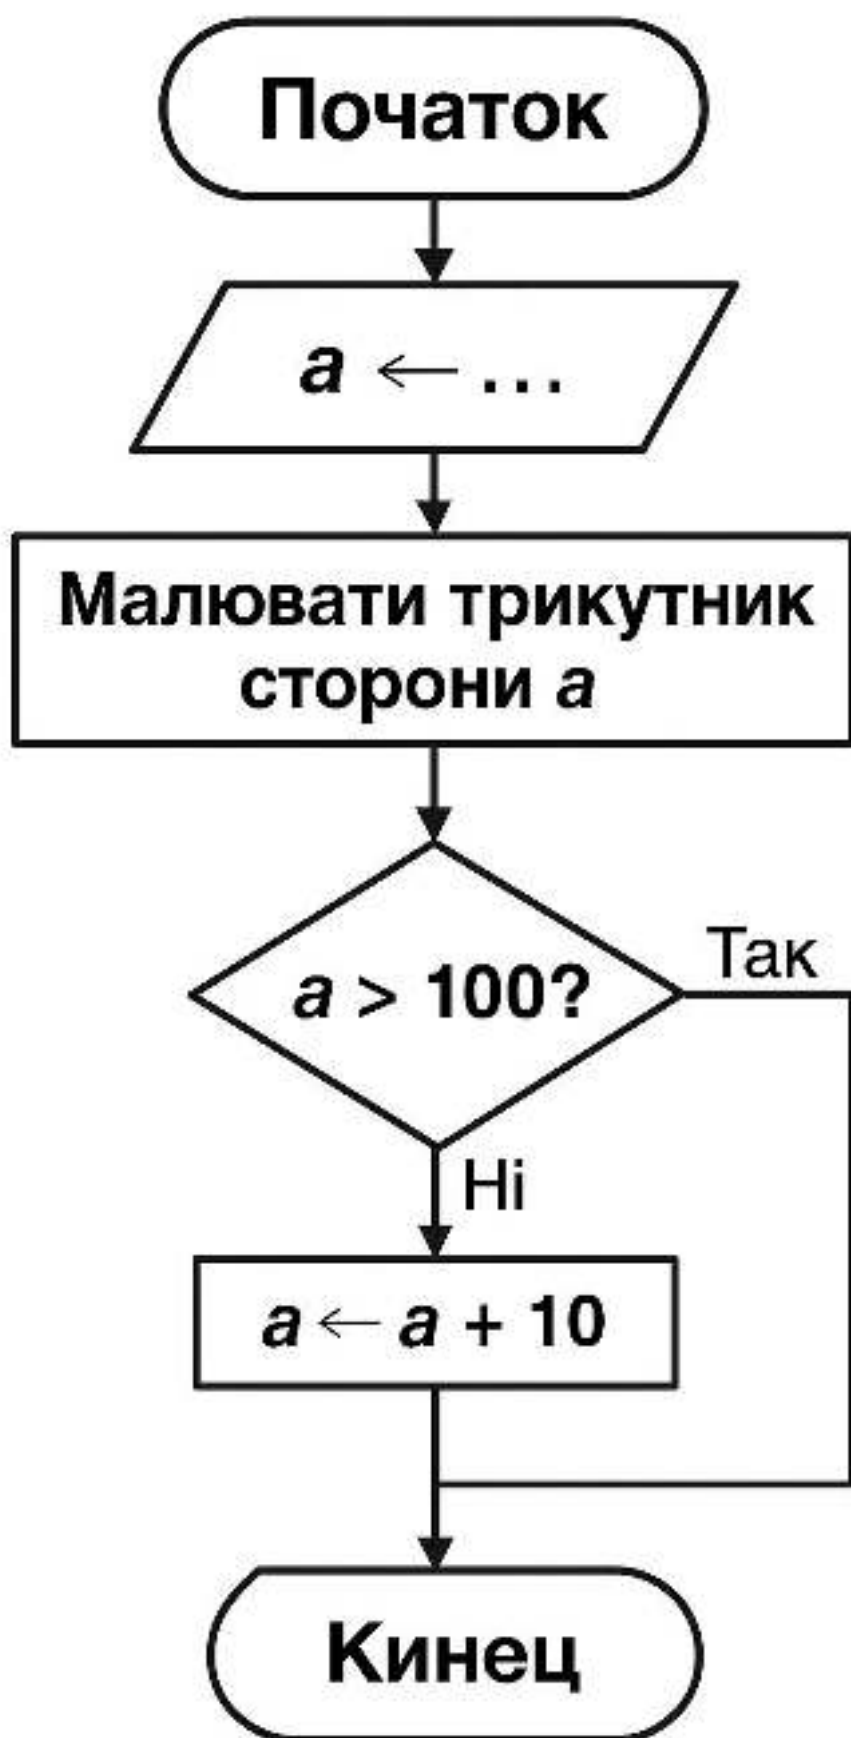 Початок
a ← ...
Малювати трикутник
сторони a
a > 100?
Так
Ні
a ← a + 10
Кинец